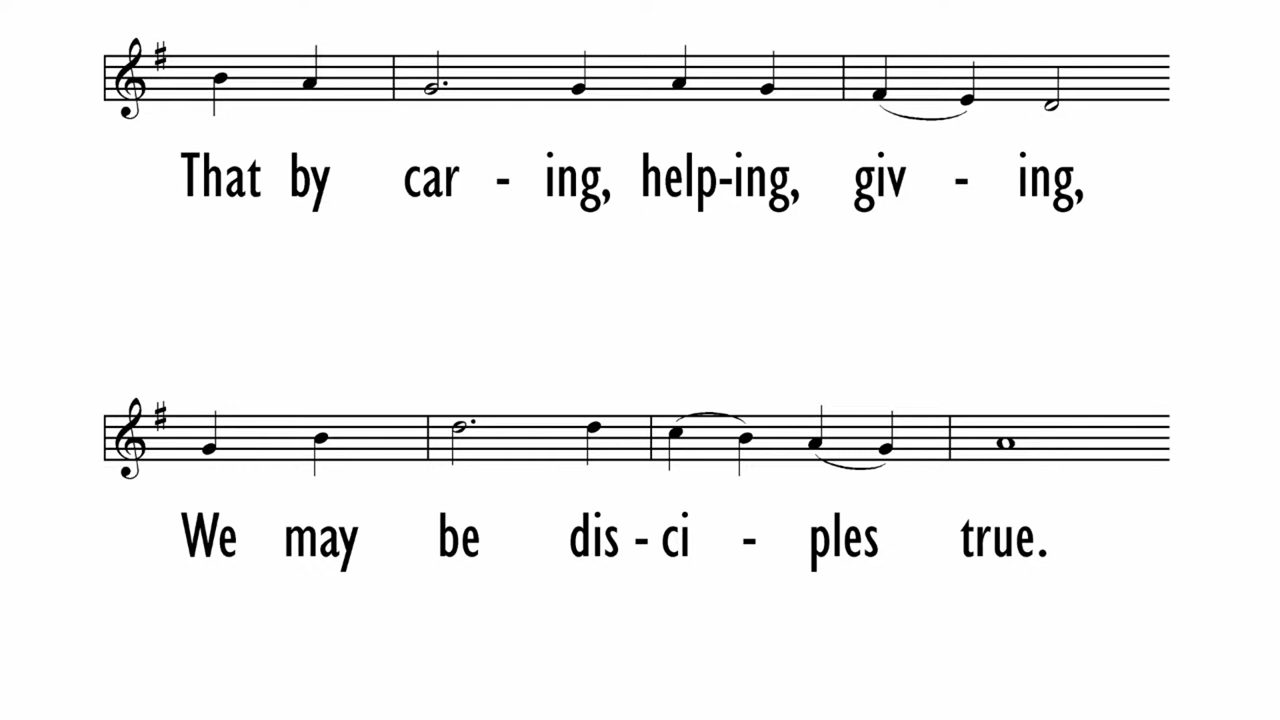 That by car - ing, help-ing, giv - ing,
We may be dis - ci - ples true.